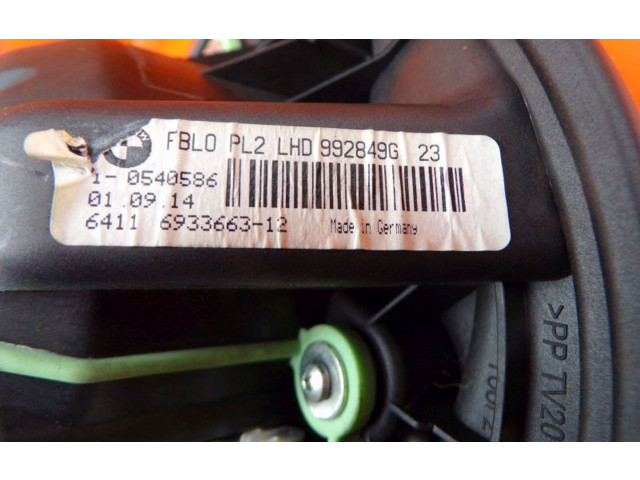 FBLO PL2 LHD 992849G 23
1-0540586
01.09.14
6411 6933663-12 Made in Germany
>PP TV20